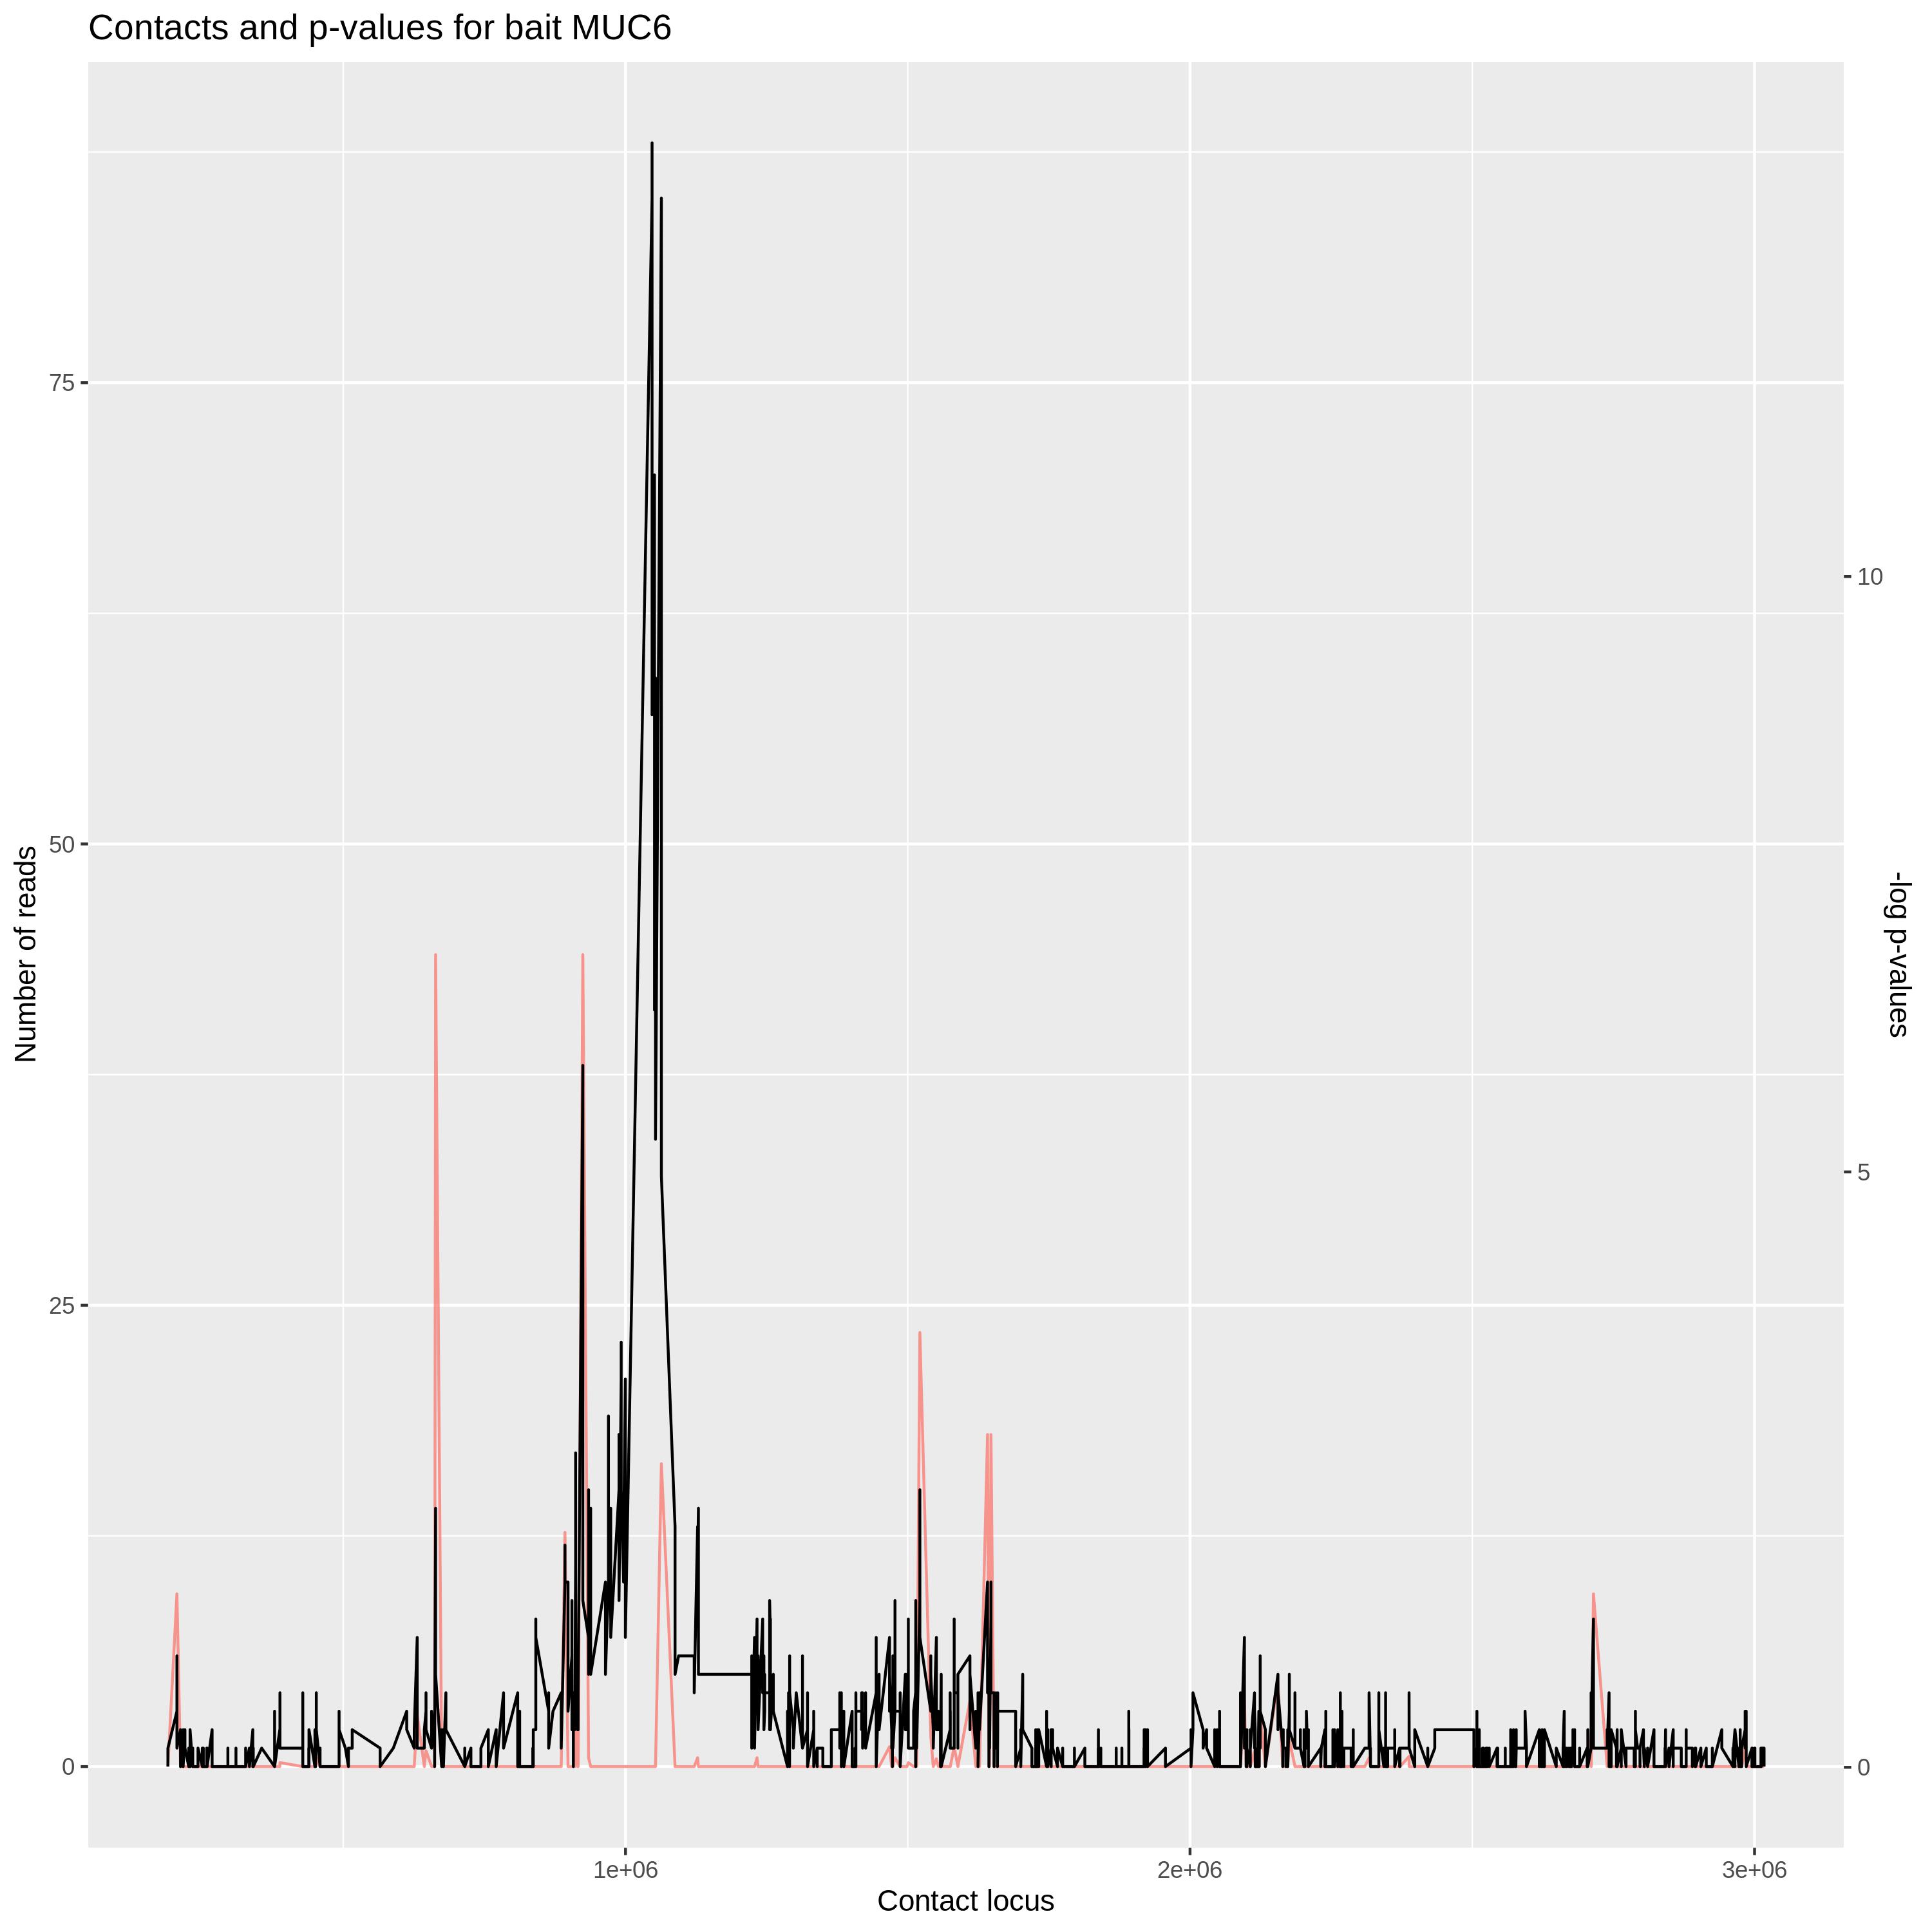 Contacts and p-values for bait MUC6
75
50
25
0
10
5
0
Number of reads
-log p-values
1e+06
2e+06
3e+06
Contact locus